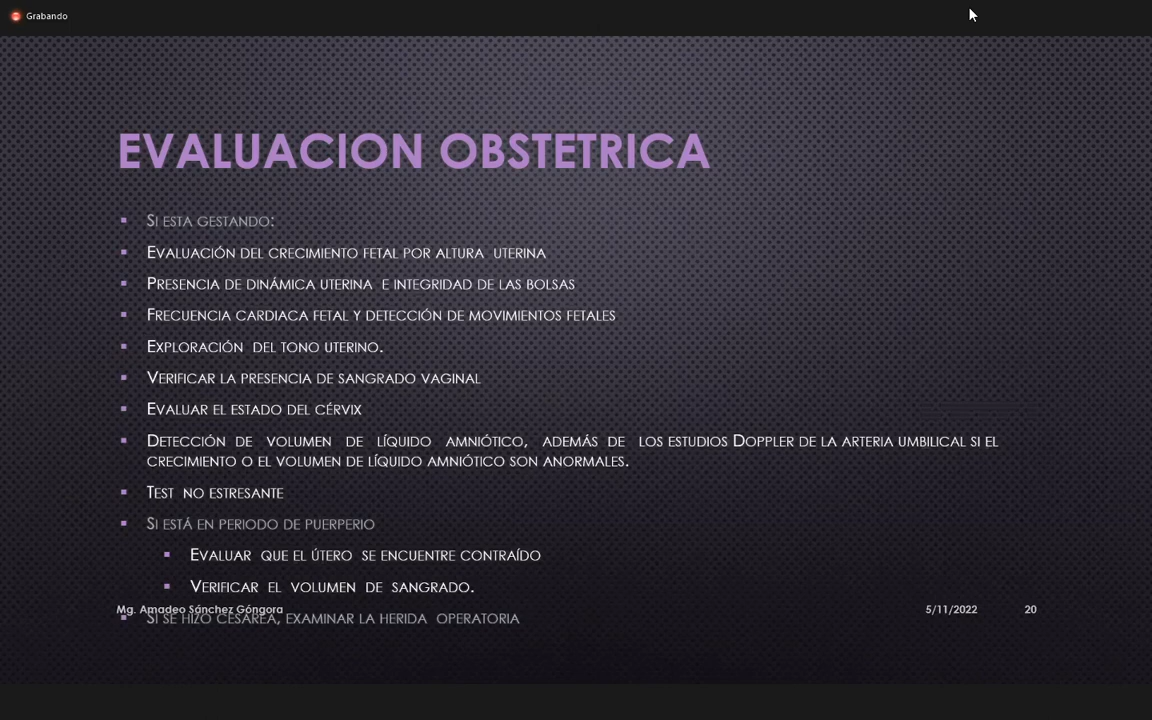 Grabando
EVALUACION OBSTETRICA
SI ESTA GESTANDO:
EVALUACIÓN DEL CRECIMIENTO FETAL POR ALTURA UTERINA
PRESENCIA DE DINÁMICA UTERINA E INTEGRIDAD DE LAS BOLSAS
FRECUENCIA CARDIACA FETAL Y DETECCIÓN DE MOVIMIENTOS FETALES
EXPLORACIÓN DEL TONO UTERINO.
VERIFICAR LA PRESENCIA DE SANGRADO VAGINAL
EVALUAR EL ESTADO DEL CÉRVIX
DETECCIÓN DE VOLUMEN DE LÍQUIDO AMNIÓTICO, ADEMÁS DE LOS ESTUDIOS DOPPLER DE LA ARTERIA UMBILICAL SI EL
CRECIMIENTO O EL VOLUMEN DE LÍQUIDO AMNIÓTICO SON ANORMALES.
TEST NO ESTRESANTE
SI ESTÁ EN PERIODO DE PUERPERIO
EVALUAR QUE EL ÚTERO SE ENCUENTRE CONTRAÍDO
VERIFICAR EL VOLUMEN DE SANGRADO.
Mg. Amadeo Sánchez Góngora 5/11/2022 20
SI SE HIZO CESÁREA, EXAMINAR LA HERIDA OPERATORIA